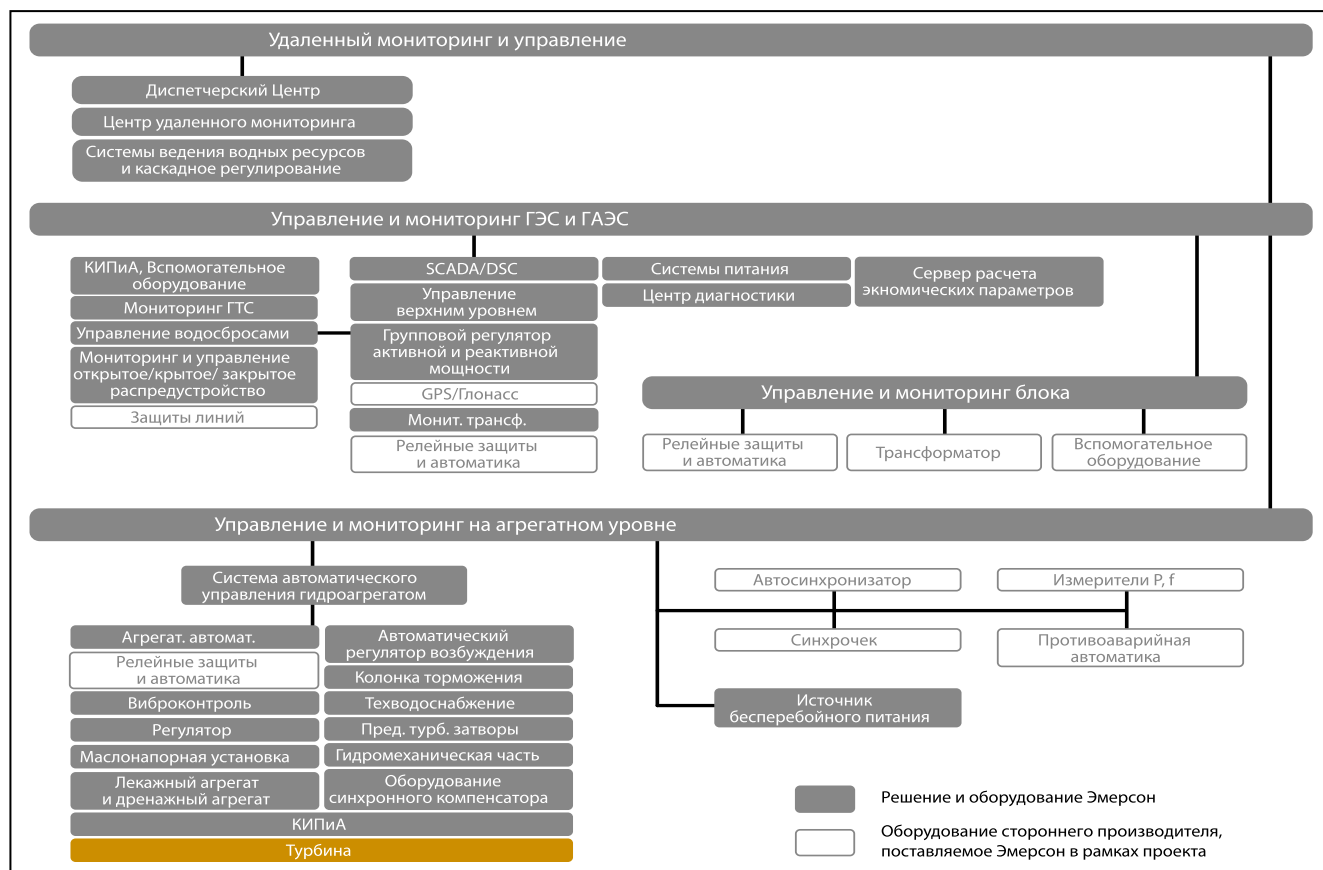 Удаленный мониторинг и управление
Диспетчерский Центр
Центр удаленного мониторинга
Системы ведения водных ресурсов
и каскадное регулирование
Управление и мониторинг ГЭС и ГАЭС
КИПиА, Вспомогательное
оборудование
Мониторинг ГТС
Управление водосбросами
Мониторинг и управление
открытое/крытое/ закрытое
распредустройство
Защиты линий
SCADA/DSC
Управление
верхним уровнем
Групповой регулятор
активной и реактивной
мощности
GPS/Глонасс
Монит. трансф.
Релейные защиты
и автоматика
Системы питания
Центр диагностики
Сервер расчета
экномических параметров
Управление и мониторинг блока
Релейные защиты
и автоматика
Трансформатор
Вспомогательное
оборудование
Управление и мониторинг на агрегатном уровне
Система автоматического
управления гидроагрегатом
Агрегат. автомат.
Релейные защиты
и автоматика
Виброконтроль
Регулятор
Маслонапорная установка
Лекажный агрегат
и дренажный агрегат
Автоматический
регулятор возбуждения
Колонка торможения
Техводоснабжение
Пред. турб. затворы
Гидромеханическая часть
Оборудование
синхронного компенсатора
КИПиА
Турбина
Автосинхронизатор
Измерители P, f
Синхрочек
Противоаварийная
автоматика
Источник
бесперебойного питания
Решение и оборудование Эмерсон
Оборудование стороннего производителя,
поставляемое Эмерсон в рамках проекта